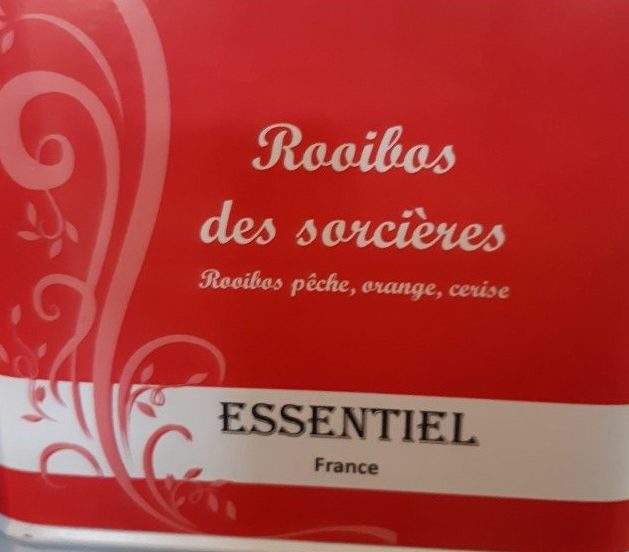 Rooibos
des sorcières
Rooibos pêche, orange, cerise
ESSENTIEL
France